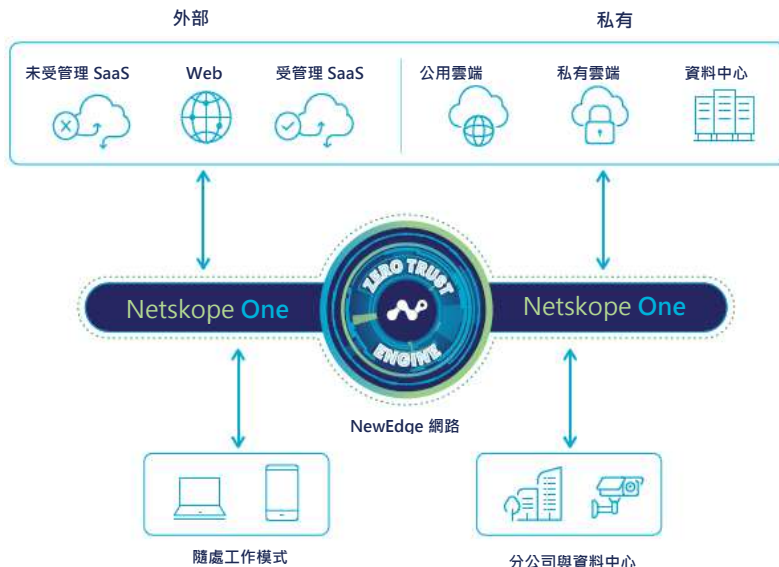 外部
私有
未受管理 SaaS
Web
受管理 SaaS
公用雲端
私有雲端
資料中心
Netskope One
ZERO TRUST
ENGINE
Netskope One
NewEdge 網路
隨處工作模式
分公司與資料中心